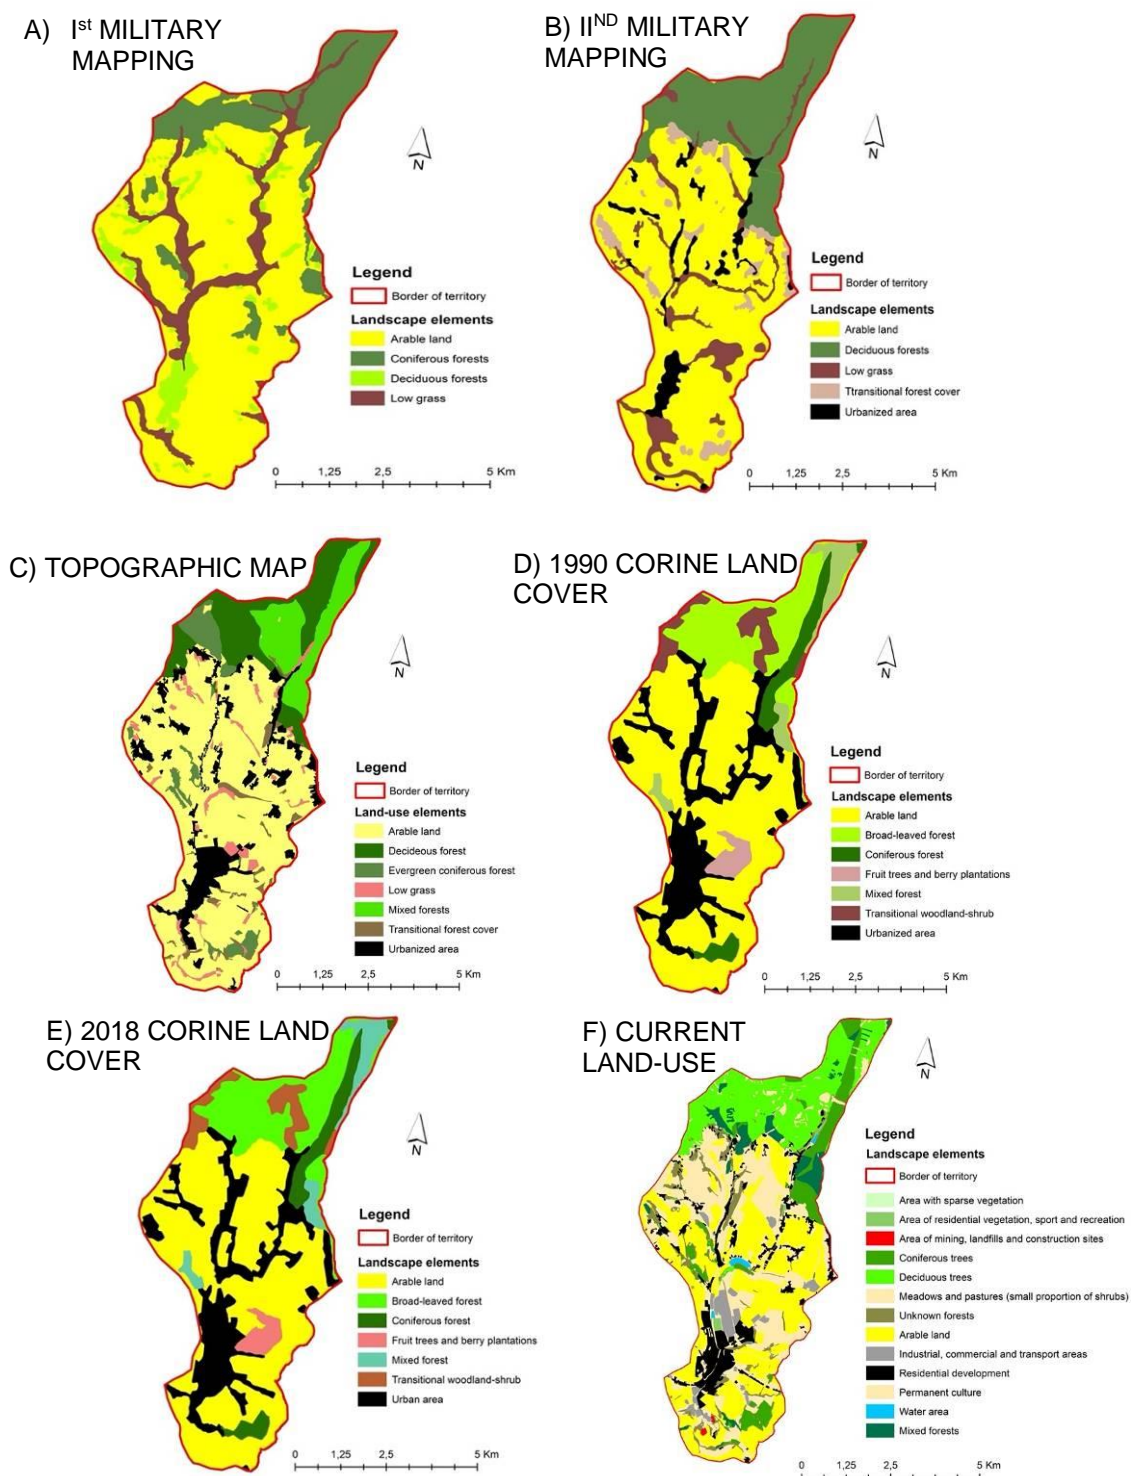 A) Ist MILITARY
MAPPING
N
Legend
Border of territory
Landscape elements
Arable land
Coniferous forests
Deciduous forests
Low grass
0 1,25 2,5 5 Km
B) IIND MILITARY
MAPPING
N
Legend
Border of territory
Landscape elements
Arable land
Deciduous forests
Low grass
Ttransitional forest cover
Urbanized area
0 1,25 2,5 5 Km
C) TOPOGRAPHIC MAP
N
Legend
Border of territory
Land-use elements
Arable land
Decideous forest
Evergreen coniferous forest
Low grass
Mixed forests
Transitional forest cover
Urbanized area
0 1,25 2,5 5 Km
D) 1990 CORINE LAND
COVER
N
Legend
Border of territory
Landscape elements
Arable land
Broad-leaved forest
Coniferous forest
Fruit trees and berry plantations
Mixed forest
Transitional woodland-shrub
Urbanized area
0 1,25 2,5 5 Km
E) 2018 CORINE LAND
COVER
N
Legend
Border of territory
Landscape elements
Arable land
Broad-leaved forest
Coniferous forest
Fruit trees and berry plantations
Mixed forest
Transitional woodland-shrub
Urban area
0 1,25 2,5 5 Km
F) CURRENT
LAND-USE
N
Legend
Landscape elements
Border of territory
Area with sparse vegetation
Area of residential vegetation, sport and recreation
Area of mining, landfills and construction sites
Coniferous trees
Deciduous trees
Meadows and pastures (small proportion of shrubs)
Unknown forests
Arable land
Industrial, commercial and transport areas
Residential development
Permanent culture
Water area
Mixed forests
0 1,25 2,5 5 Km